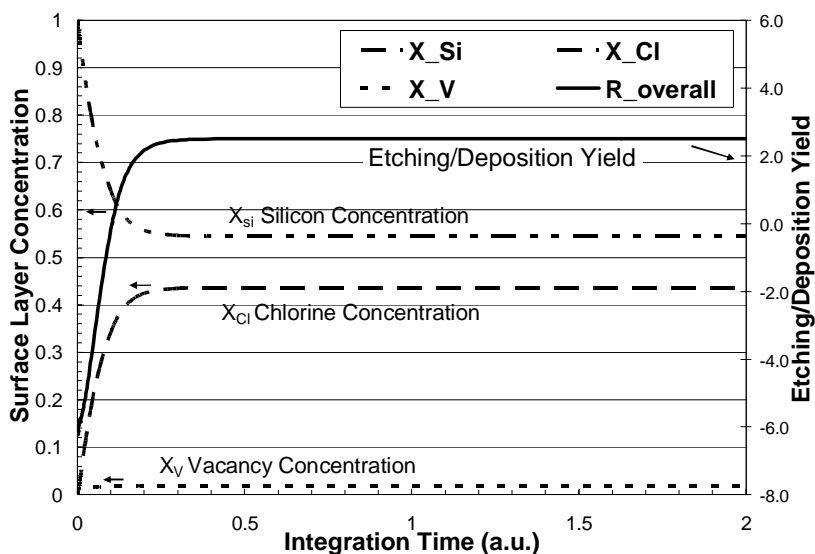 X_Si X_Cl
X_V R_overall
Surface Layer Concentration
1
0.9
0.8
0.7
0.6
0.5
0.4
0.3
0.2
0.1
0
Etching/Deposition Yield
X_si Silicon Concentration
X_Cl Chlorine Concentration
X_V Vacancy Concentration
6.0
4.0
2.0
0.0
-2.0
-4.0
-6.0
-8.0
Etching/Deposition Yield
0 0.5 1 1.5 2
Integration Time (a.u.)